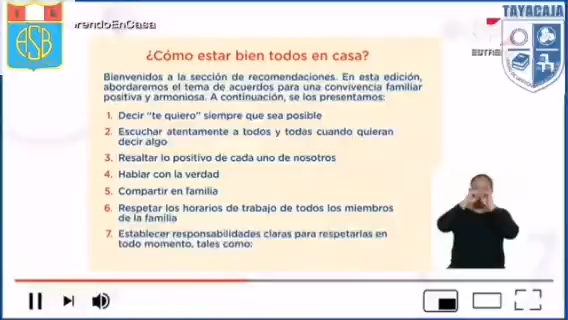 rendoEnCasa
ASB
TAYACAJA
ESTRE
¿Cómo estar bien todos en casa?
Bienvenidos a la sección de recomendaciones. En esta edición,
abordaremos el tema de acuerdos para una convivencia familiar
positiva y armoniosa. A continuación, se los presentamos:
1. Decir “te quiero” siempre que sea posible
2. Escuchar atentamente a todos y todas cuando quieran
decir algo
3. Resaltar lo positivo de cada uno de nosotros
4. Hablar con la verdad
5. Compartir en familia
6. Respetar los horarios de trabajo de todos los miembros
de la familia
7. Establecer responsabilidades claras para respetarlas en
todo momento, tales como: